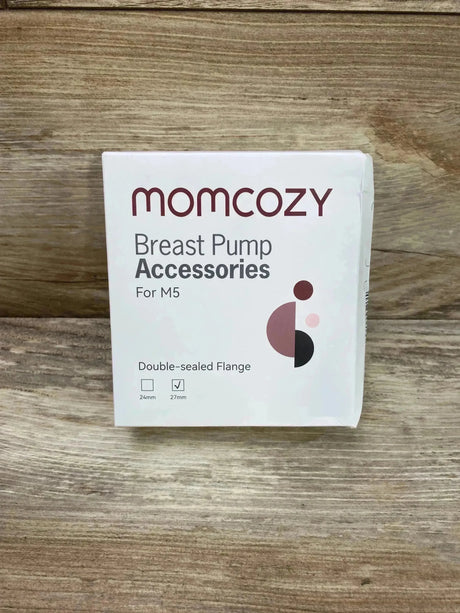 momcozy
Breast Pump
Accessories
For M5
Double-sealed Flange
24mm 27mm